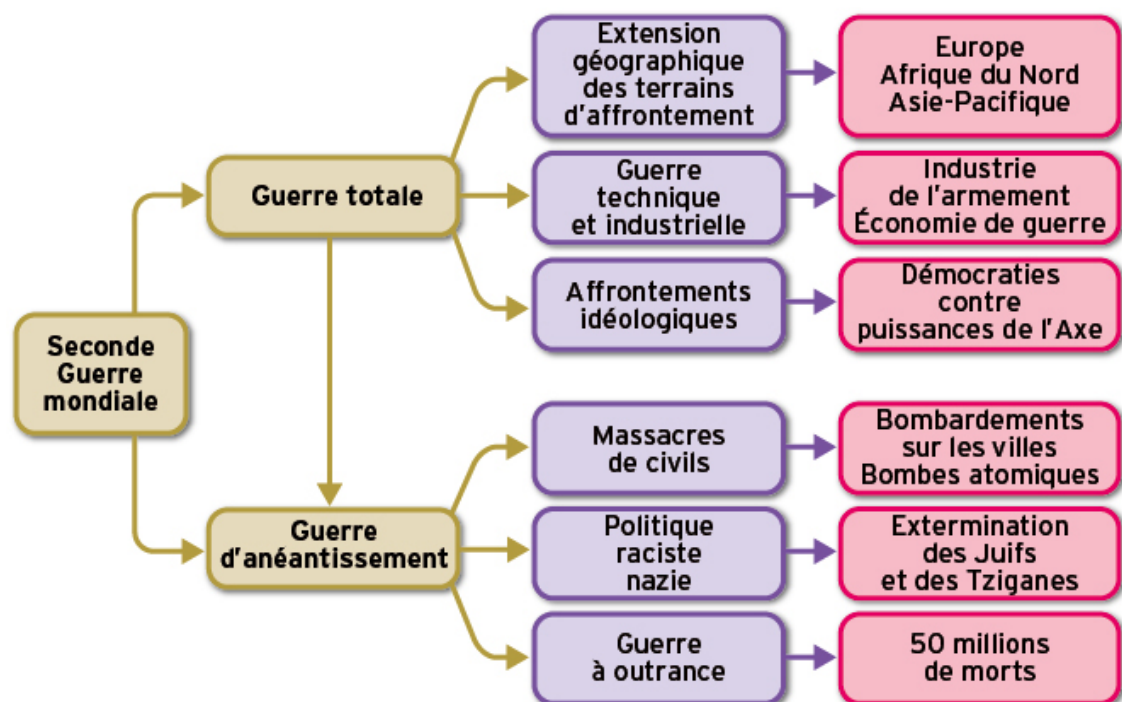 Seconde
Guerre
mondiale
Guerre totale
Extension
géographique
des terrains
d'affrontement
Europe
Afrique du Nord
Asie-Pacifique
Guerre
technique
et industrielle
Industrie
de l'armement
Économie de guerre
Affrontements
idéologiques
Démocraties
contre
puissances de l'Axe
Guerre
d'anéantissement
Massacres
de civils
Bombardements
sur les villes
Bombes atomiques
Politique
raciste
nazie
Extermination
des Juifs
et des Tziganes
Guerre
à outrance
50 millions
de morts